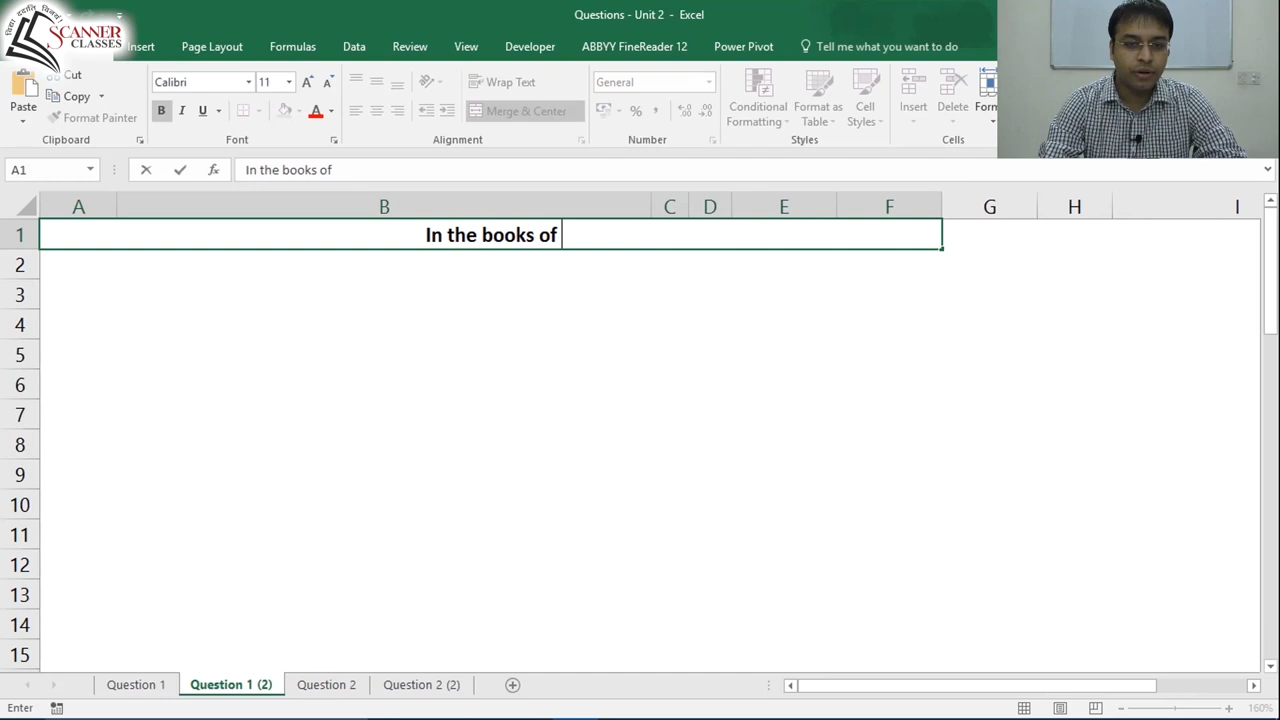 विद्या ददाति विनयं
SCANNER
CLASSES
Questions - Unit 2 - Excel
Insert Page Layout Formulas Data Review View Developer ABBYY FineReader 12 Power Pivot Tell me what you want to do
Paste
Cut
Copy
Format Painter
Calibri 11
B I U
A A
A
Wrap Text
Merge & Center
General
% ,
Conditional Formatting
Format as Table
Cell Styles
Insert Delete Form
Clipboard Font Alignment Number Styles Cells
A1 fx In the books of
A B C D E F G H I
1 In the books of
2
3
4
5
6
7
8
9
10
11
12
13
14
15
Question 1 Question 1 (2) Question 2 Question 2 (2)
Enter 160%